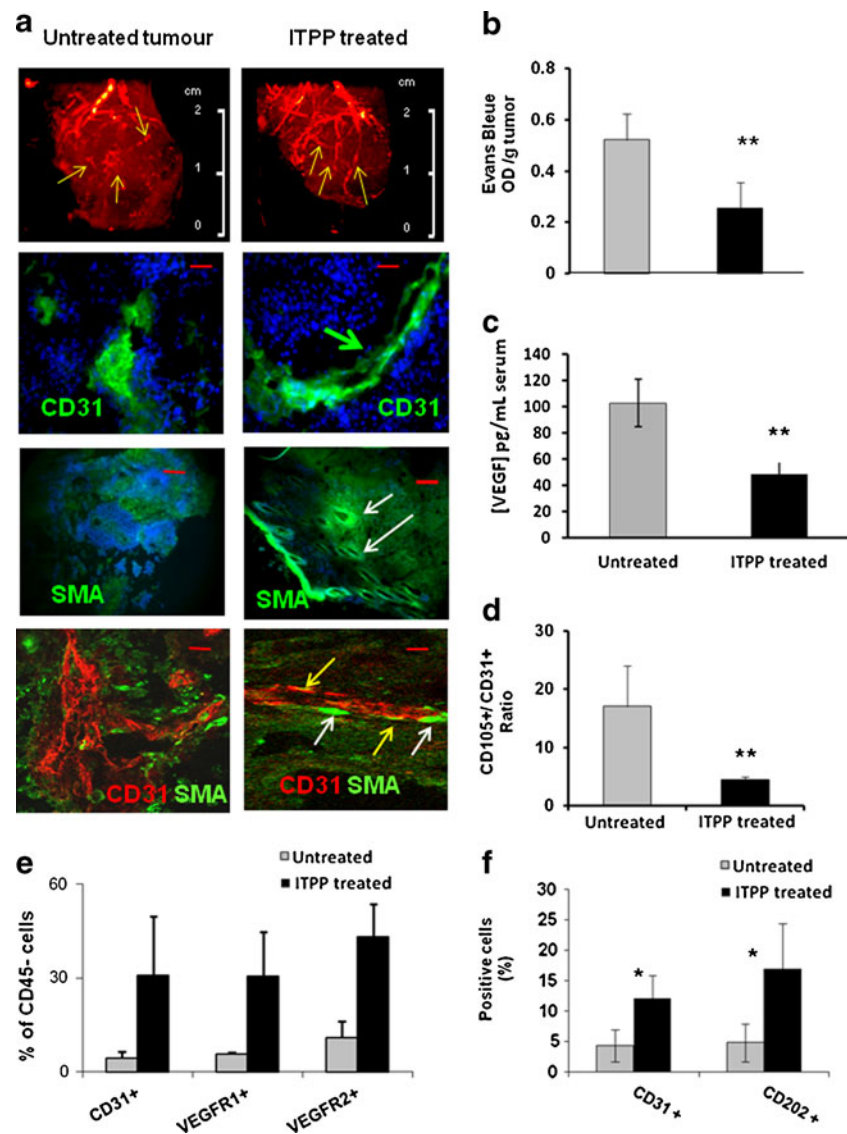 a
Untreated tumour
ITPP treated
cm
2
1
0
cm
2
1
0
CD31
CD31
SMA
SMA
CD31 SMA
CD31 SMA
b
Evans Bleue
OD /g tumor
0.8
0.6
0.4
0.2
0
**
c
[VEGF] pg/mL serum
140
120
100
80
60
40
20
0
**
Untreated
ITPP treated
d
CD105+/ CD31+
Ratio
30
20
10
0
**
Untreated
ITPP treated
e
Untreated
ITPP treated
% of CD45- cells
60
30
0
CD31+
VEGFR1+
VEGFR2+
f
Untreated
ITPP treated
Positive cells
(%)
30
25
20
15
10
5
0
*
*
CD31+
CD202+